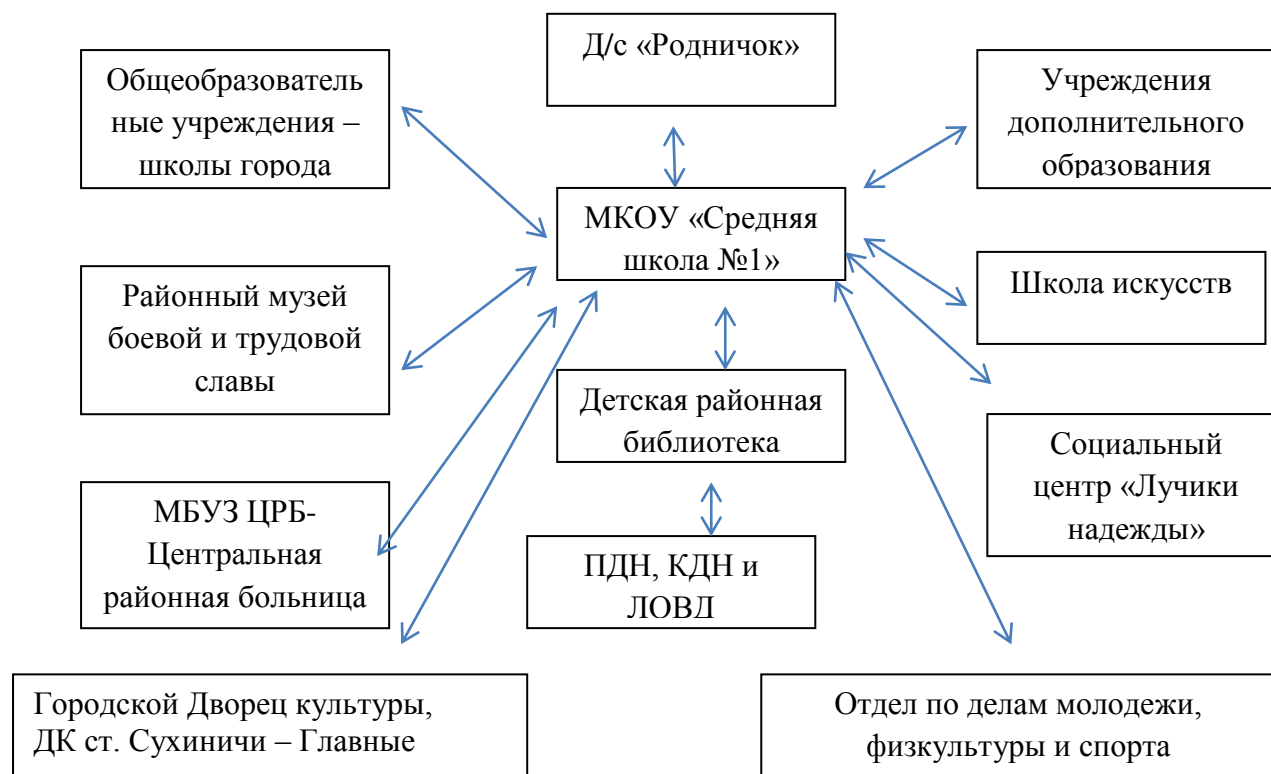 Д/с «Родничок»
Общеобразователь
ные учреждения –
школы города
Учреждения
дополнительного
образования
МКОУ «Средняя
школа №1»
Районный музей
боевой и трудовой
славы
Школа искусств
Детская районная
библиотека
Социальный
центр «Лучики
надежды»
МБУЗ ЦРБ-
Центральная
районная больница
ПДН, КДН и
ЛОВД
Городской Дворец культуры,
ДК ст. Сухиничи – Главные
Отдел по делам молодежи,
физкультуры и спорта